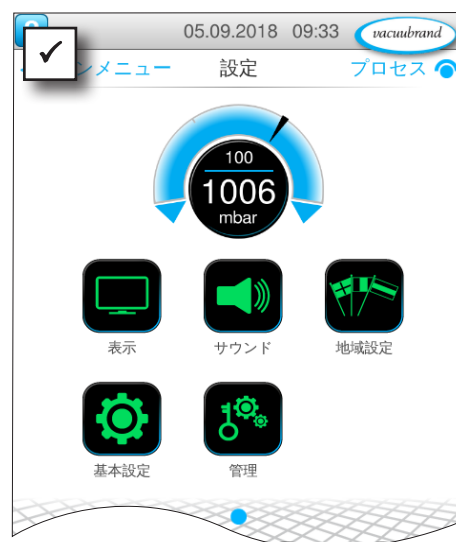 05.09.2018 09:33 vacuubrand
ンメニュー 設定 プロセス
100
1006
mbar
表示 サウンド 地域設定
基本設定 管理